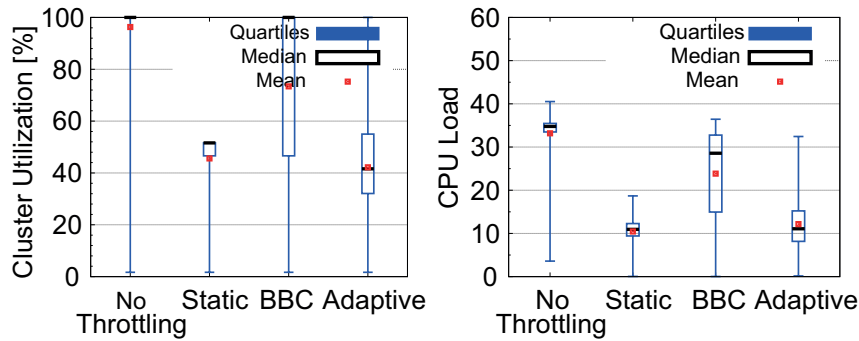 Cluster Utilization [%]
100
80
60
40
20
0
Quartiles
Median
Mean
No Throttling
Static
BBC
Adaptive
CPU Load
60
50
40
30
20
10
0
Quartiles
Median
Mean
No Throttling
Static
BBC
Adaptive